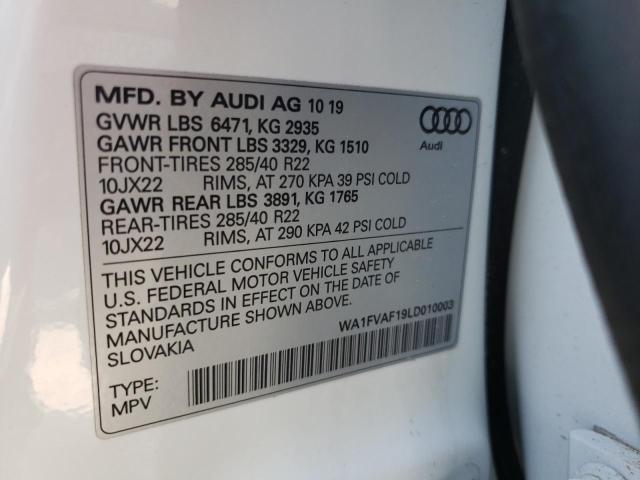 MFD. BY AUDI AG 10 19
GVWR LBS 6471, KG 2935
GAWR FRONT LBS 3329, KG 1510
FRONT-TIRES 285/40 R22
10JX22 RIMS, AT 270 KPA 39 PSI COLD
GAWR REAR LBS 3891, KG 1765
REAR-TIRES 285/40 R22
10JX22 RIMS, AT 290 KPA 42 PSI COLD
Audi
THIS VEHICLE CONFORMS TO ALL APPLICABLE
U.S. FEDERAL MOTOR VEHICLE SAFETY
STANDARDS IN EFFECT ON THE DATE OF
MANUFACTURE SHOWN ABOVE.
SLOVAKIA
WA1FVAF19LD010003
TYPE:
MPV